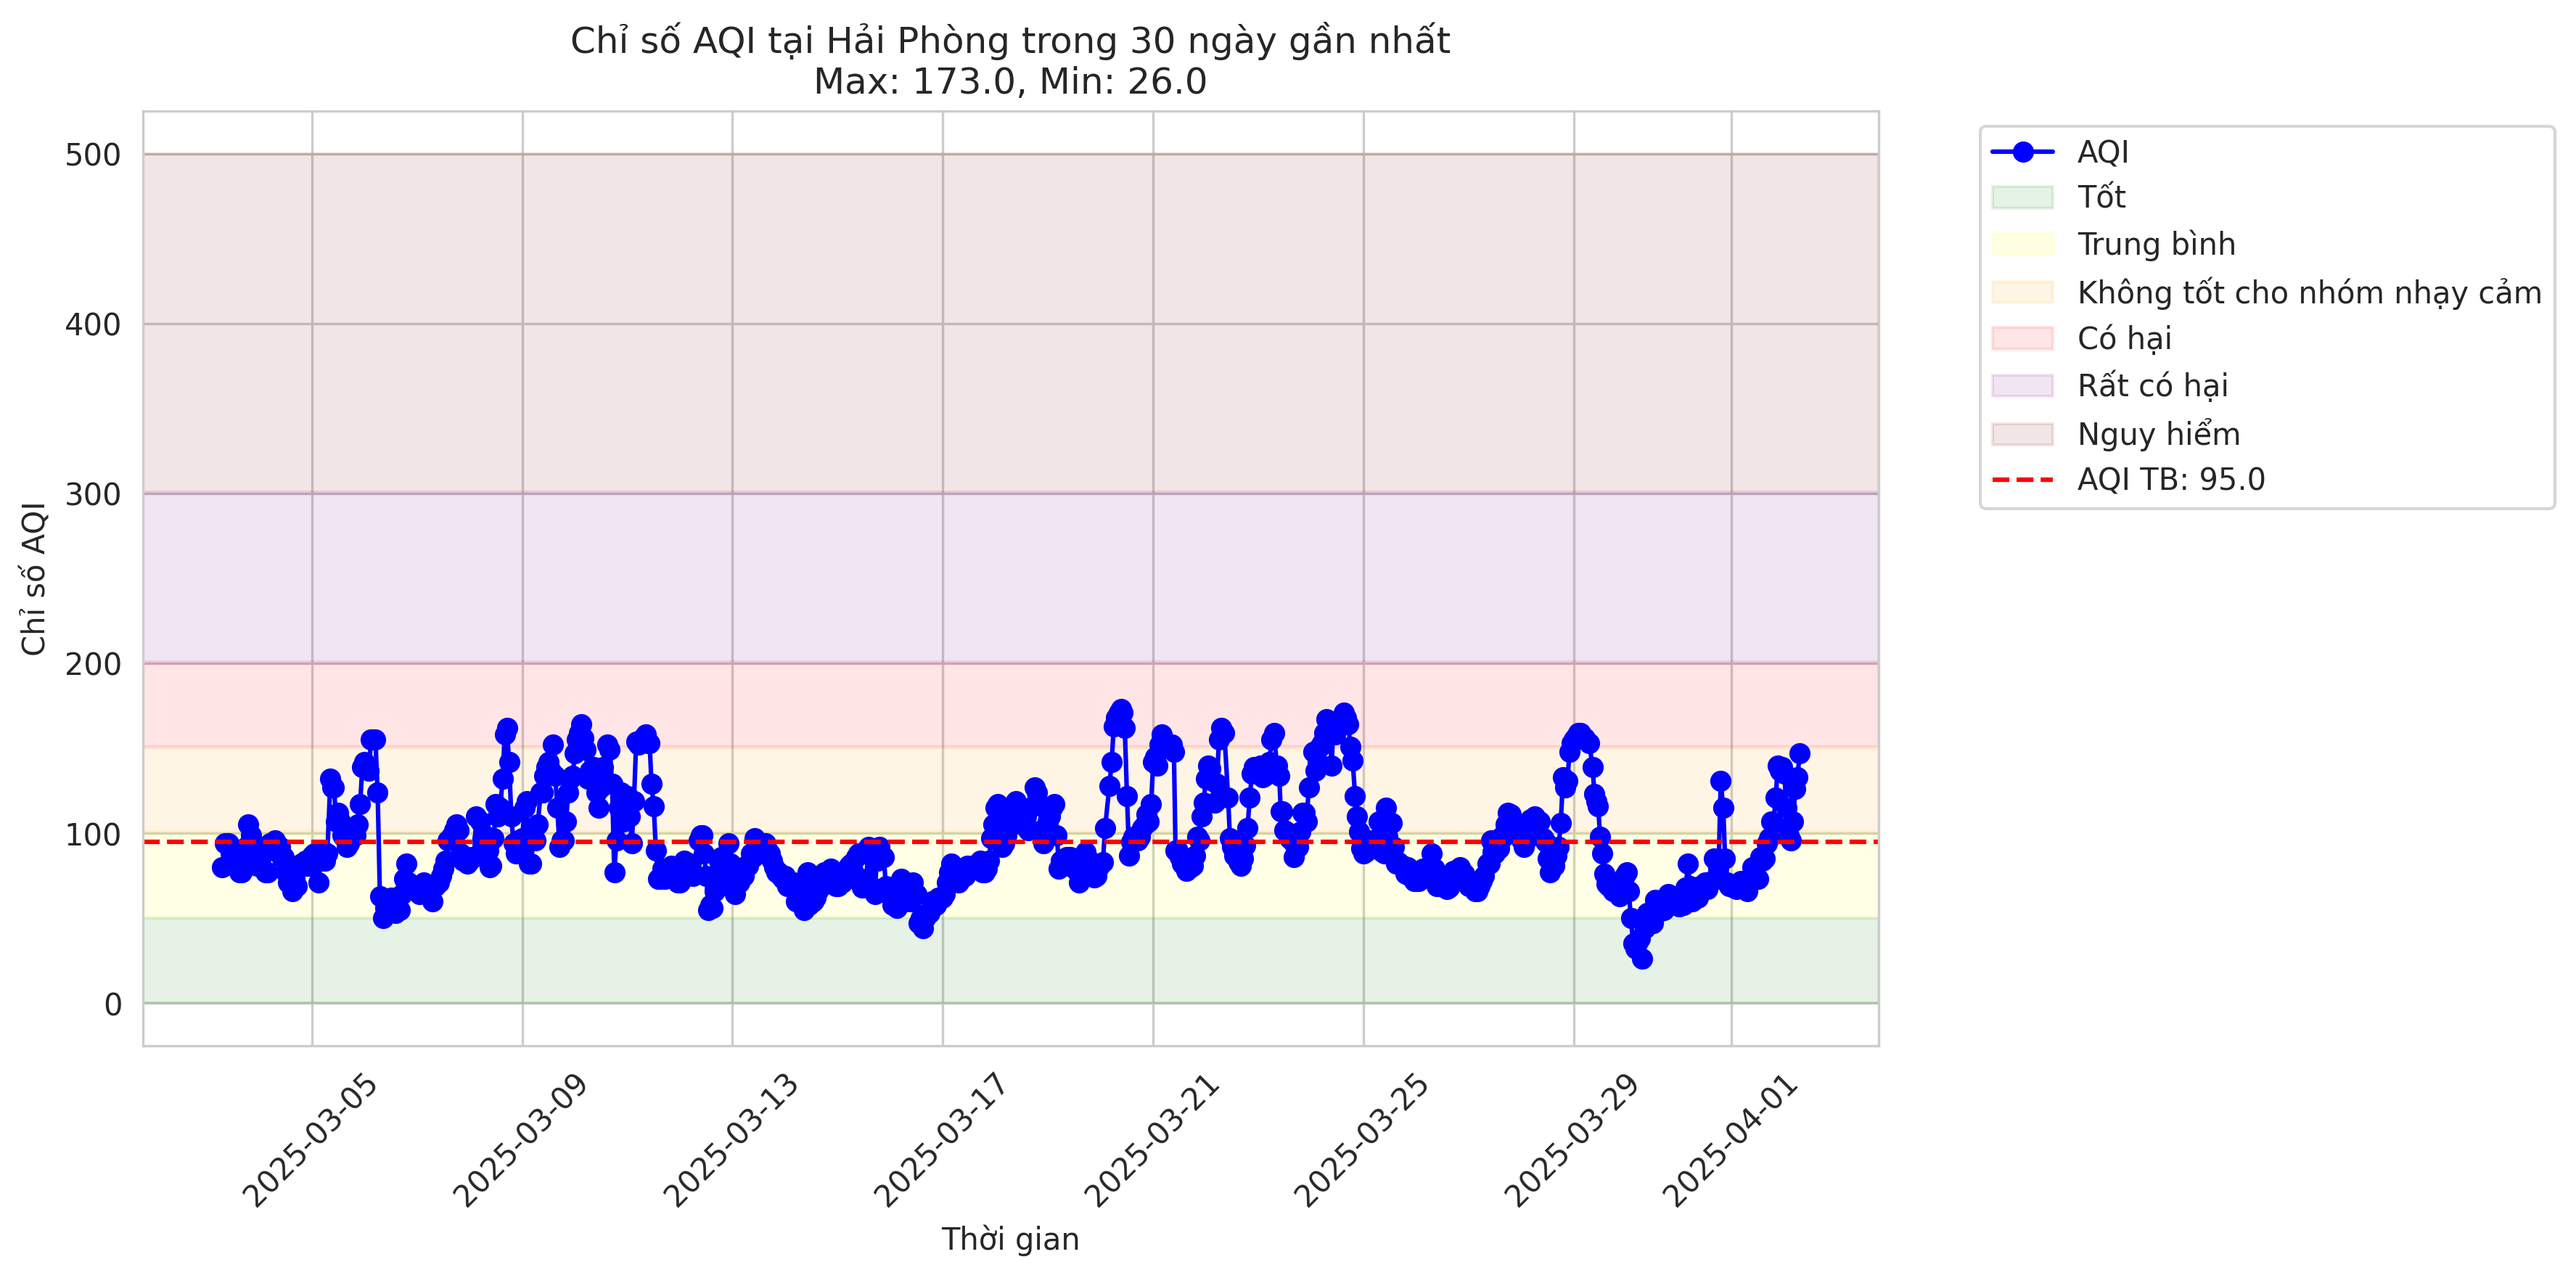 Chỉ số AQI tại Hải Phòng trong 30 ngày gần nhất
Max: 173.0, Min: 26.0
Chỉ số AQI
500
400
300
200
100
0
2025-03-05
2025-03-09
2025-03-13
2025-03-17
2025-03-21
2025-03-25
2025-03-29
2025-04-01
Thời gian
AQI
Tốt
Trung bình
Không tốt cho nhóm nhạy cảm
Có hại
Rất có hại
Nguy hiểm
AQI TB: 95.0